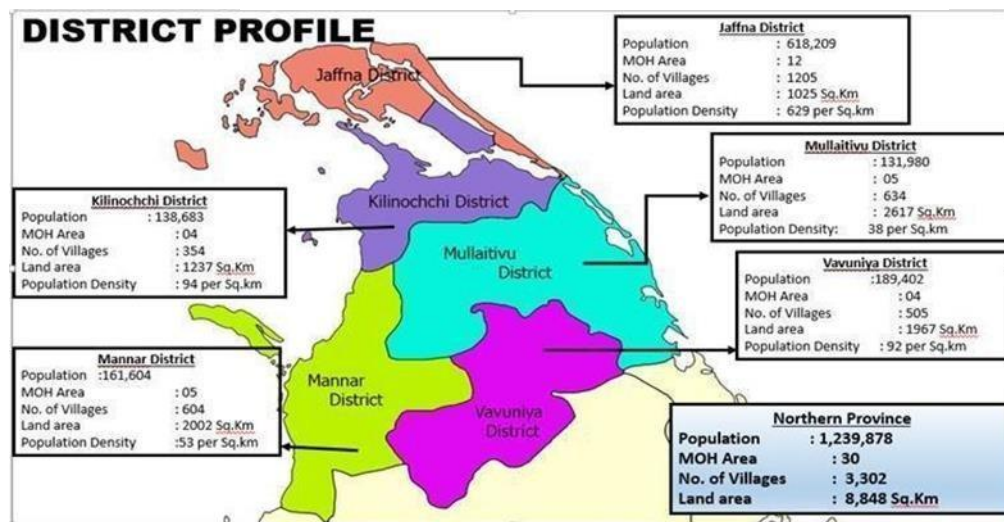 DISTRICT PROFILE
Jaffna District
Population : 618,209
MOH Area : 12
No. of Villages : 1205
Land area : 1025 Sq.Km
Population Density : 629 per Sq.km
Jaffna District
Mullaitivu District
Population : 131,980
MOH Area : 05
No. of Villages : 634
Land area : 2617 Sq.Km
Population Density: 38 per Sq.km
Kilinochchi District
Population : 138,683
MOH Area : 04
No. of Villages : 354
Land area : 1237 Sq.Km
Population Density : 94 per Sq.km
Kilinochchi District
Mullaitivu
District
Vavuniya District
Population :189,402
MOH Area : 04
No. of Villages : 505
Land area : 1967 Sq.Km
Population Density : 92 per Sq.km
Mannar District
Population :161,604
MOH Area : 05
No. of Villages : 604
Land area : 2002 Sq.Km
Population Density :53 per Sq.km
Mannar
District
Vavuniya
District
Northern Province
Population : 1,239,878
MOH Area : 30
No. of Villages : 3,302
Land area : 8,848 Sq.Km